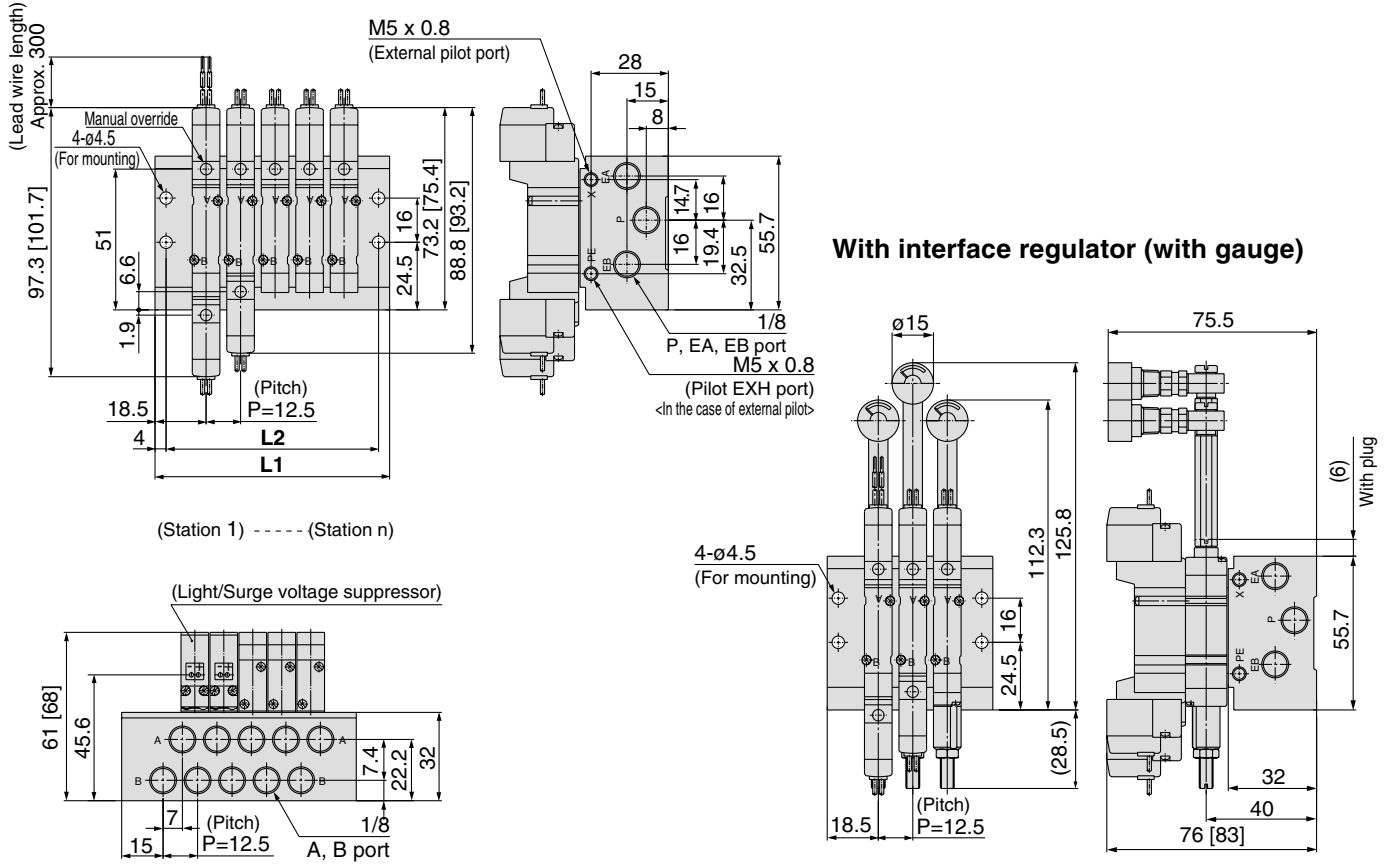 (Lead wire length)
Approx. 300
97.3 [101.7]
Manual override
4-ø4.5
(For mounting)
51
6.6
1.9
A
A
A
A
A
B
B
16
24.5
73.2 [75.4]
88.8 [93.2]
18.5
(Pitch)
P=12.5
4
L2
L1
M5 x 0.8
(External pilot port)
28
15
8
X
EA
P
PE
EB
14.7
16
16
19.4
32.5
55.7
1/8
P, EA, EB port
M5 x 0.8
(Pilot EXH port)
<In the case of external pilot>
(Station 1) ----- (Station n)
(Light/Surge voltage suppressor)
61 [68]
45.6
A
A
B
B
7.4
22.2
32
7
15
(Pitch)
P=12.5
1/8
A, B port
With interface regulator (with gauge)
ø15
4-ø4.5
(For mounting)
A
A
A
B
B
B
16
24.5
112.3
125.8
(28.5)
18.5
(Pitch)
P=12.5
75.5
(6)
With plug
X
EA
P
PE
EB
55.7
32
40
76 [83]